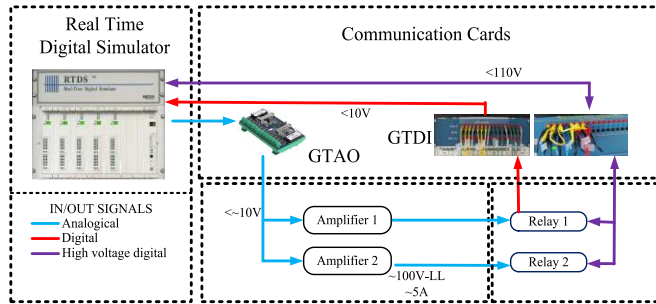 Real Time
Digital Simulator
Communication Cards
RTDS
Real-Time Digital Simulator
<110V
<10V
GTAO
GTDI
IN/OUT SIGNALS
Analogical
Digital
High voltage digital
<~10V
Amplifier 1
Relay 1
Amplifier 2
Relay 2
~100V-LL
~5A